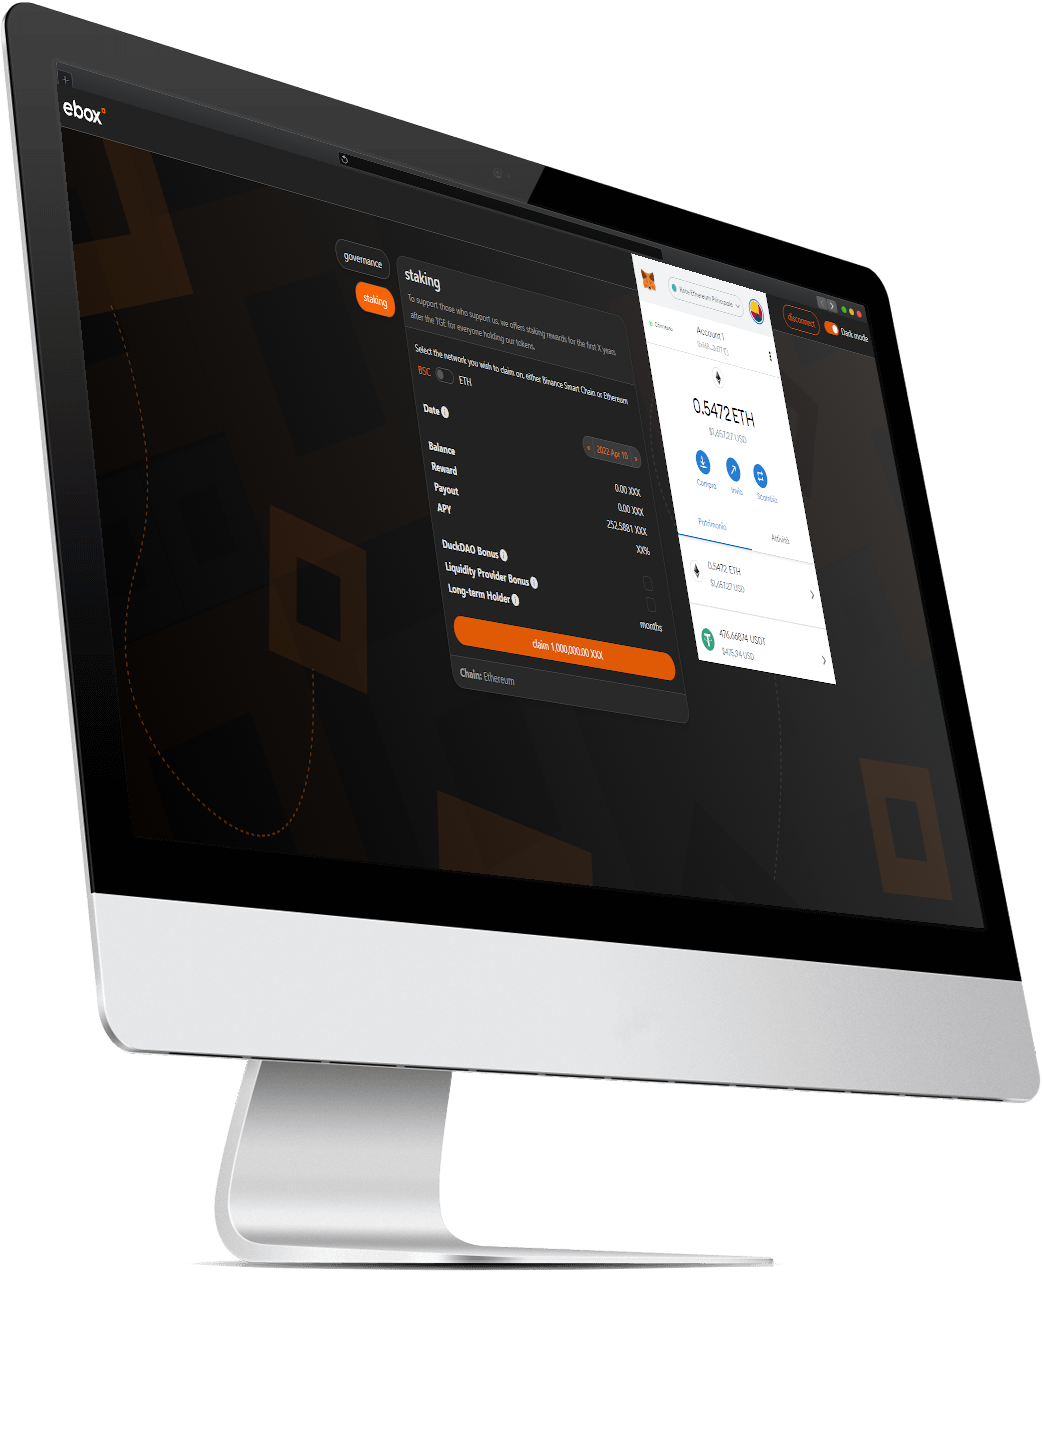 ebox
governance
staking
staking
To support those who support us, we offers staking rewards for the first X years
after the TGE for everyone holding our tokens.
Select the network you wish to claim on, either Binance Smart Chain or Ethereum
BSC ETH
Date
2022 Apr 10
Balance 0.00 XXX
Reward 0.00 XXX
Payout 252.5881 XXX
APY XX%
DuckDAO Bonus
Liquidity Provider Bonus
Long-term Holder months
claim 1,000,000.00 XXX
Chain: Ethereum
Rete Ethereum Principale
Connesso
Account 1
0.5472 ETH
$1,657.27 USD
Compra Invia Scambia
Patrimonio Attività
0.5472 ETH
$1,657.27 USD
476.66874 USDT
$475.24 USD
disconnect
Dark mode